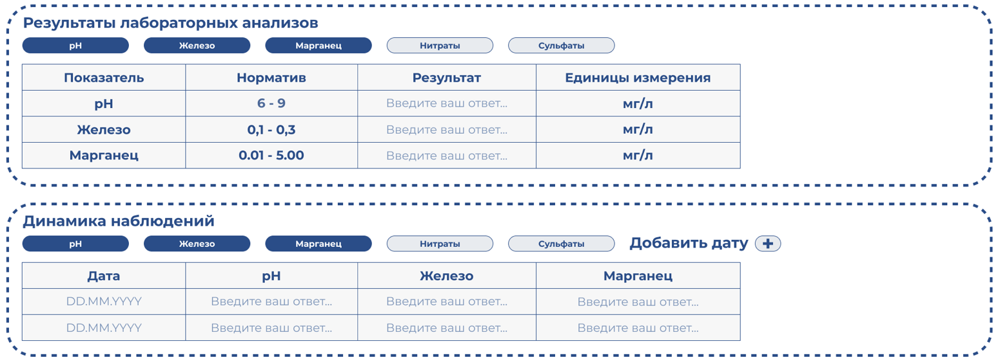 Результаты лабораторных анализов
pH Железо Марганец Нитраты Сульфаты
Показатель Норматив Результат Единицы измерения
pH 6 - 9 Введите ваш ответ... мг/л
Железо 0,1 - 0,3 Введите ваш ответ... мг/л
Марганец 0.01 - 5.00 Введите ваш ответ... мг/л
Динамика наблюдений
pH Железо Марганец Нитраты Сульфаты Добавить дату +
Дата pH Железо Марганец
DD.MM.YYYY Введите ваш ответ... Введите ваш ответ... Введите ваш ответ...
DD.MM.YYYY Введите ваш ответ... Введите ваш ответ... Введите ваш ответ...